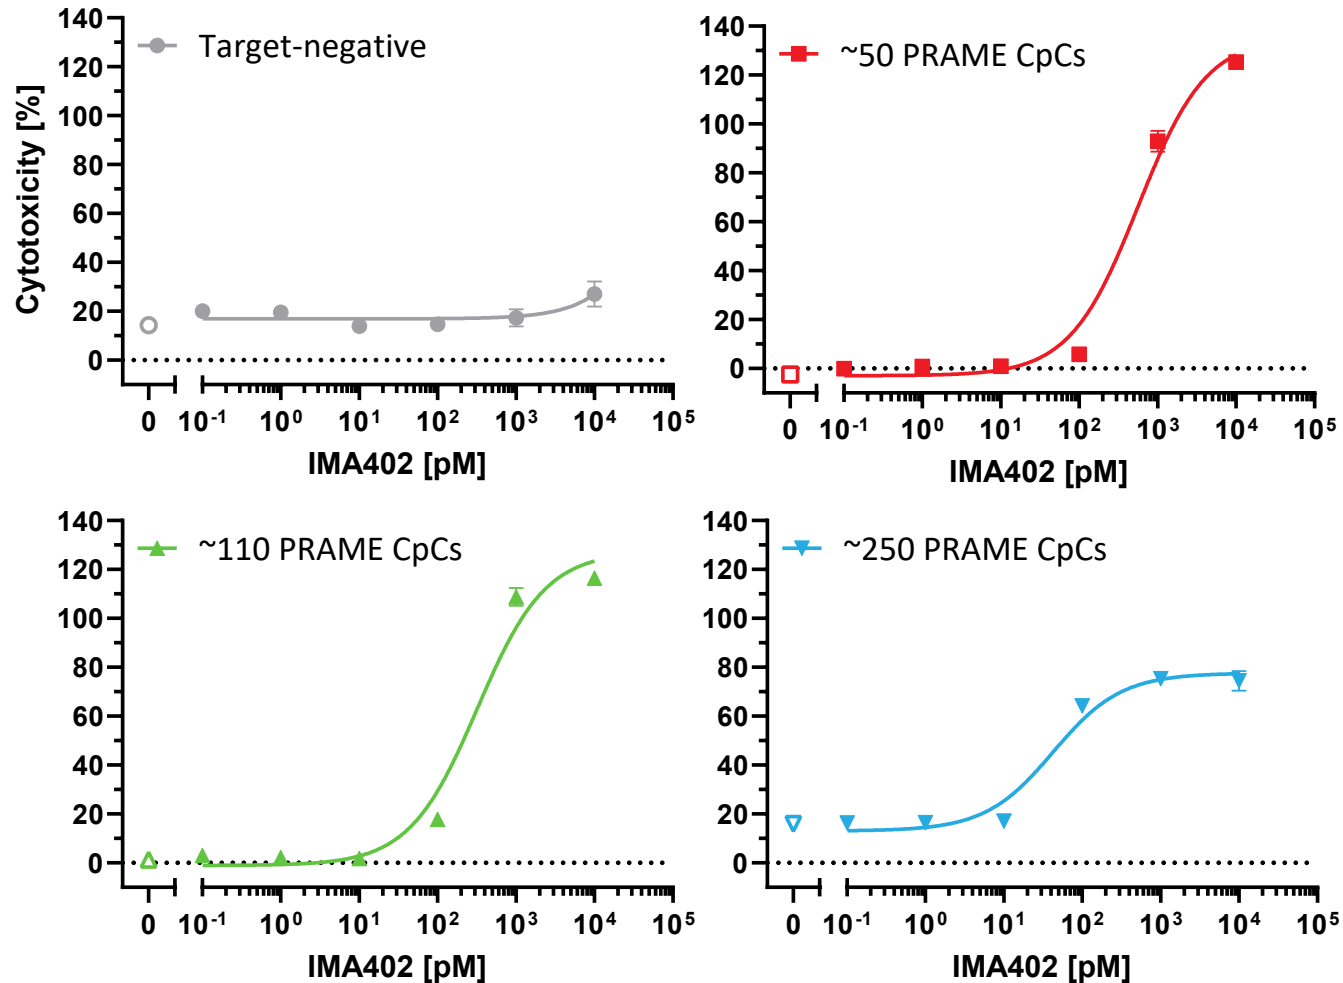 Target-negative
Cytotoxicity [%]
140
120
100
80
60
40
20
0
0 10⁻¹ 10⁰ 10¹ 10² 10³ 10⁴ 10⁵
IMA402 [pM]
~50 PRAME CpCs
140
120
100
80
60
40
20
0
0 10⁻¹ 10⁰ 10¹ 10² 10³ 10⁴ 10⁵
IMA402 [pM]
~110 PRAME CpCs
140
120
100
80
60
40
20
0
0 10⁻¹ 10⁰ 10¹ 10² 10³ 10⁴ 10⁵
IMA402 [pM]
~250 PRAME CpCs
140
120
100
80
60
40
20
0
0 10⁻¹ 10⁰ 10¹ 10² 10³ 10⁴ 10⁵
IMA402 [pM]